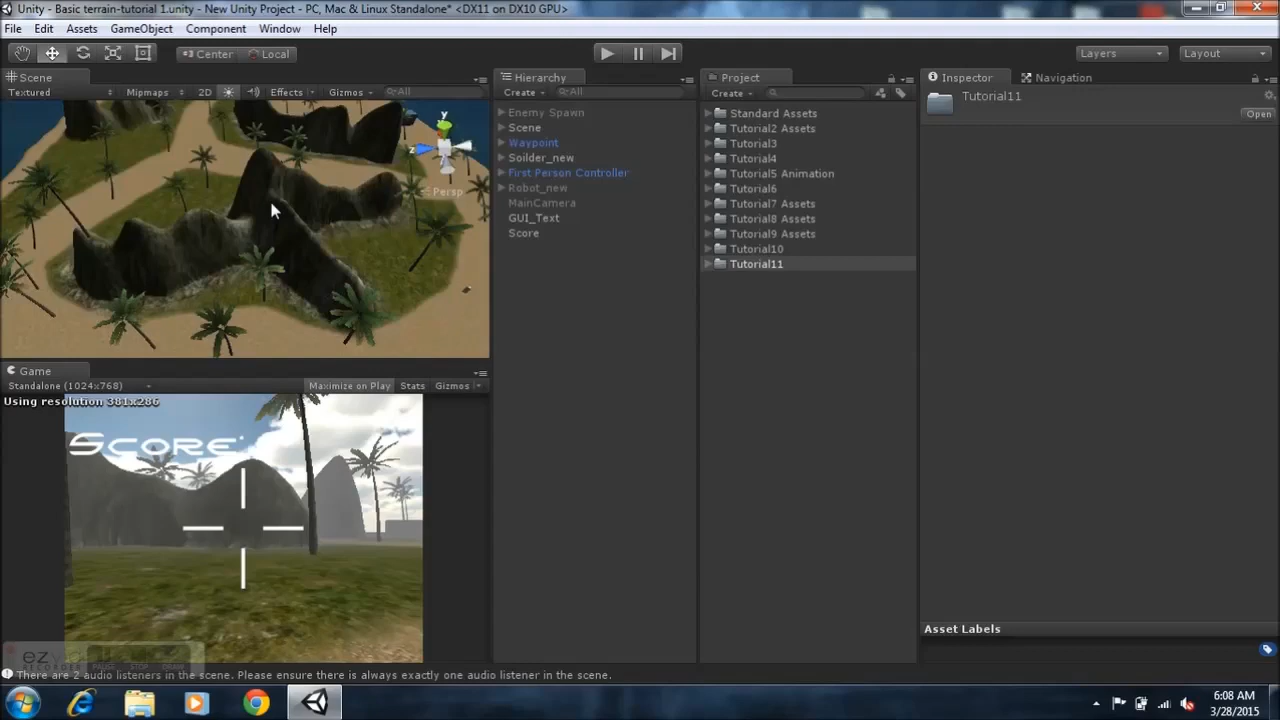 Unity - Basic terrain-tutorial 1.unity - New Unity Project - PC, Mac & Linux Standalone* <DX11 on DX10 GPU>
File Edit Assets GameObject Component Window Help
Center Local Layers Layout
Scene
Textured Mipmaps 2D Effects Gizmos All
y
z
Persp
Game
Standalone (1024x768) Maximize on Play Stats Gizmos
Using resolution 381x286
SCORE:
Hierarchy
Create All
Enemy Spawn
Scene
Waypoint
Soilder_new
First Person Controller
Robot_new
MainCamera
GUI_Text
Score
Project
Create
Standard Assets
Tutorial2 Assets
Tutorial3
Tutorial4
Tutorial5 Animation
Tutorial6
Tutorial7 Assets
Tutorial8 Assets
Tutorial9 Assets
Tutorial10
Tutorial11
Inspector Navigation
Tutorial11
Open
Asset Labels
RECORDER PAUSE STOP DRAW
There are 2 audio listeners in the scene. Please ensure there is always exactly one audio listener in the scene.
6:08 AM
3/28/2015